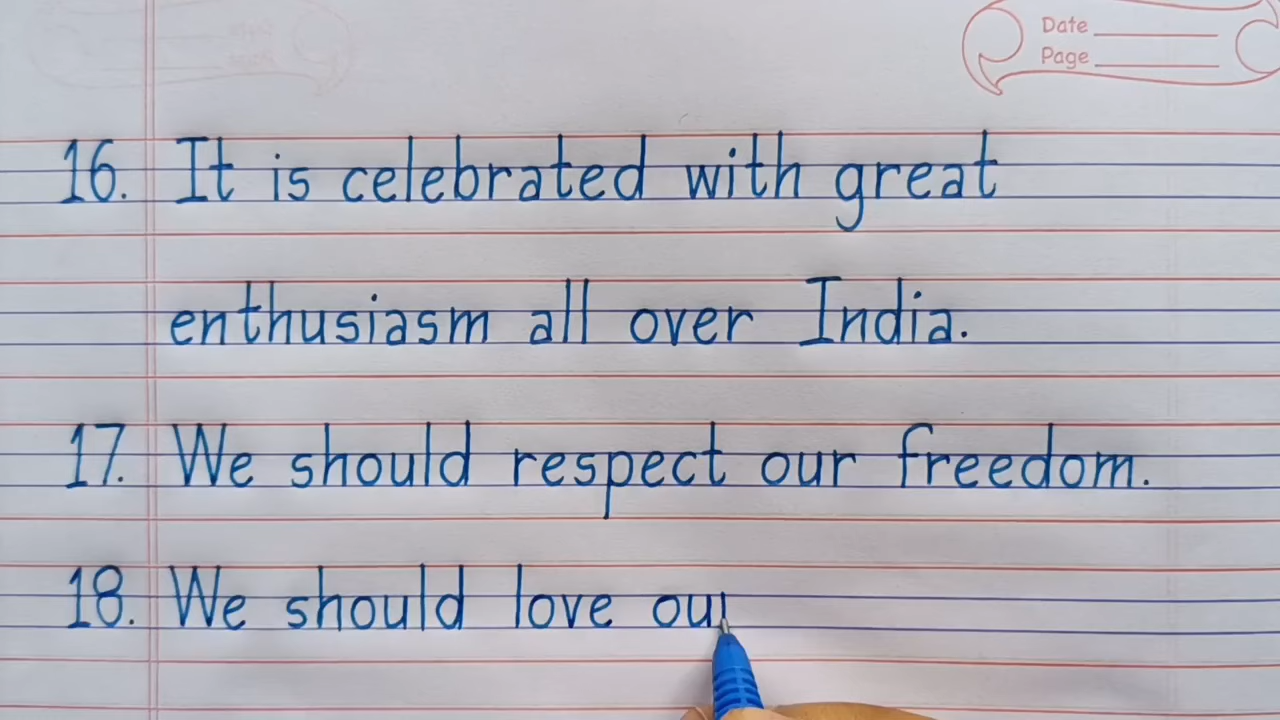 Date
Page
16. It is celebrated with great
enthusiasm all over India.
17. We should respect our freedom.
18. We should love ou